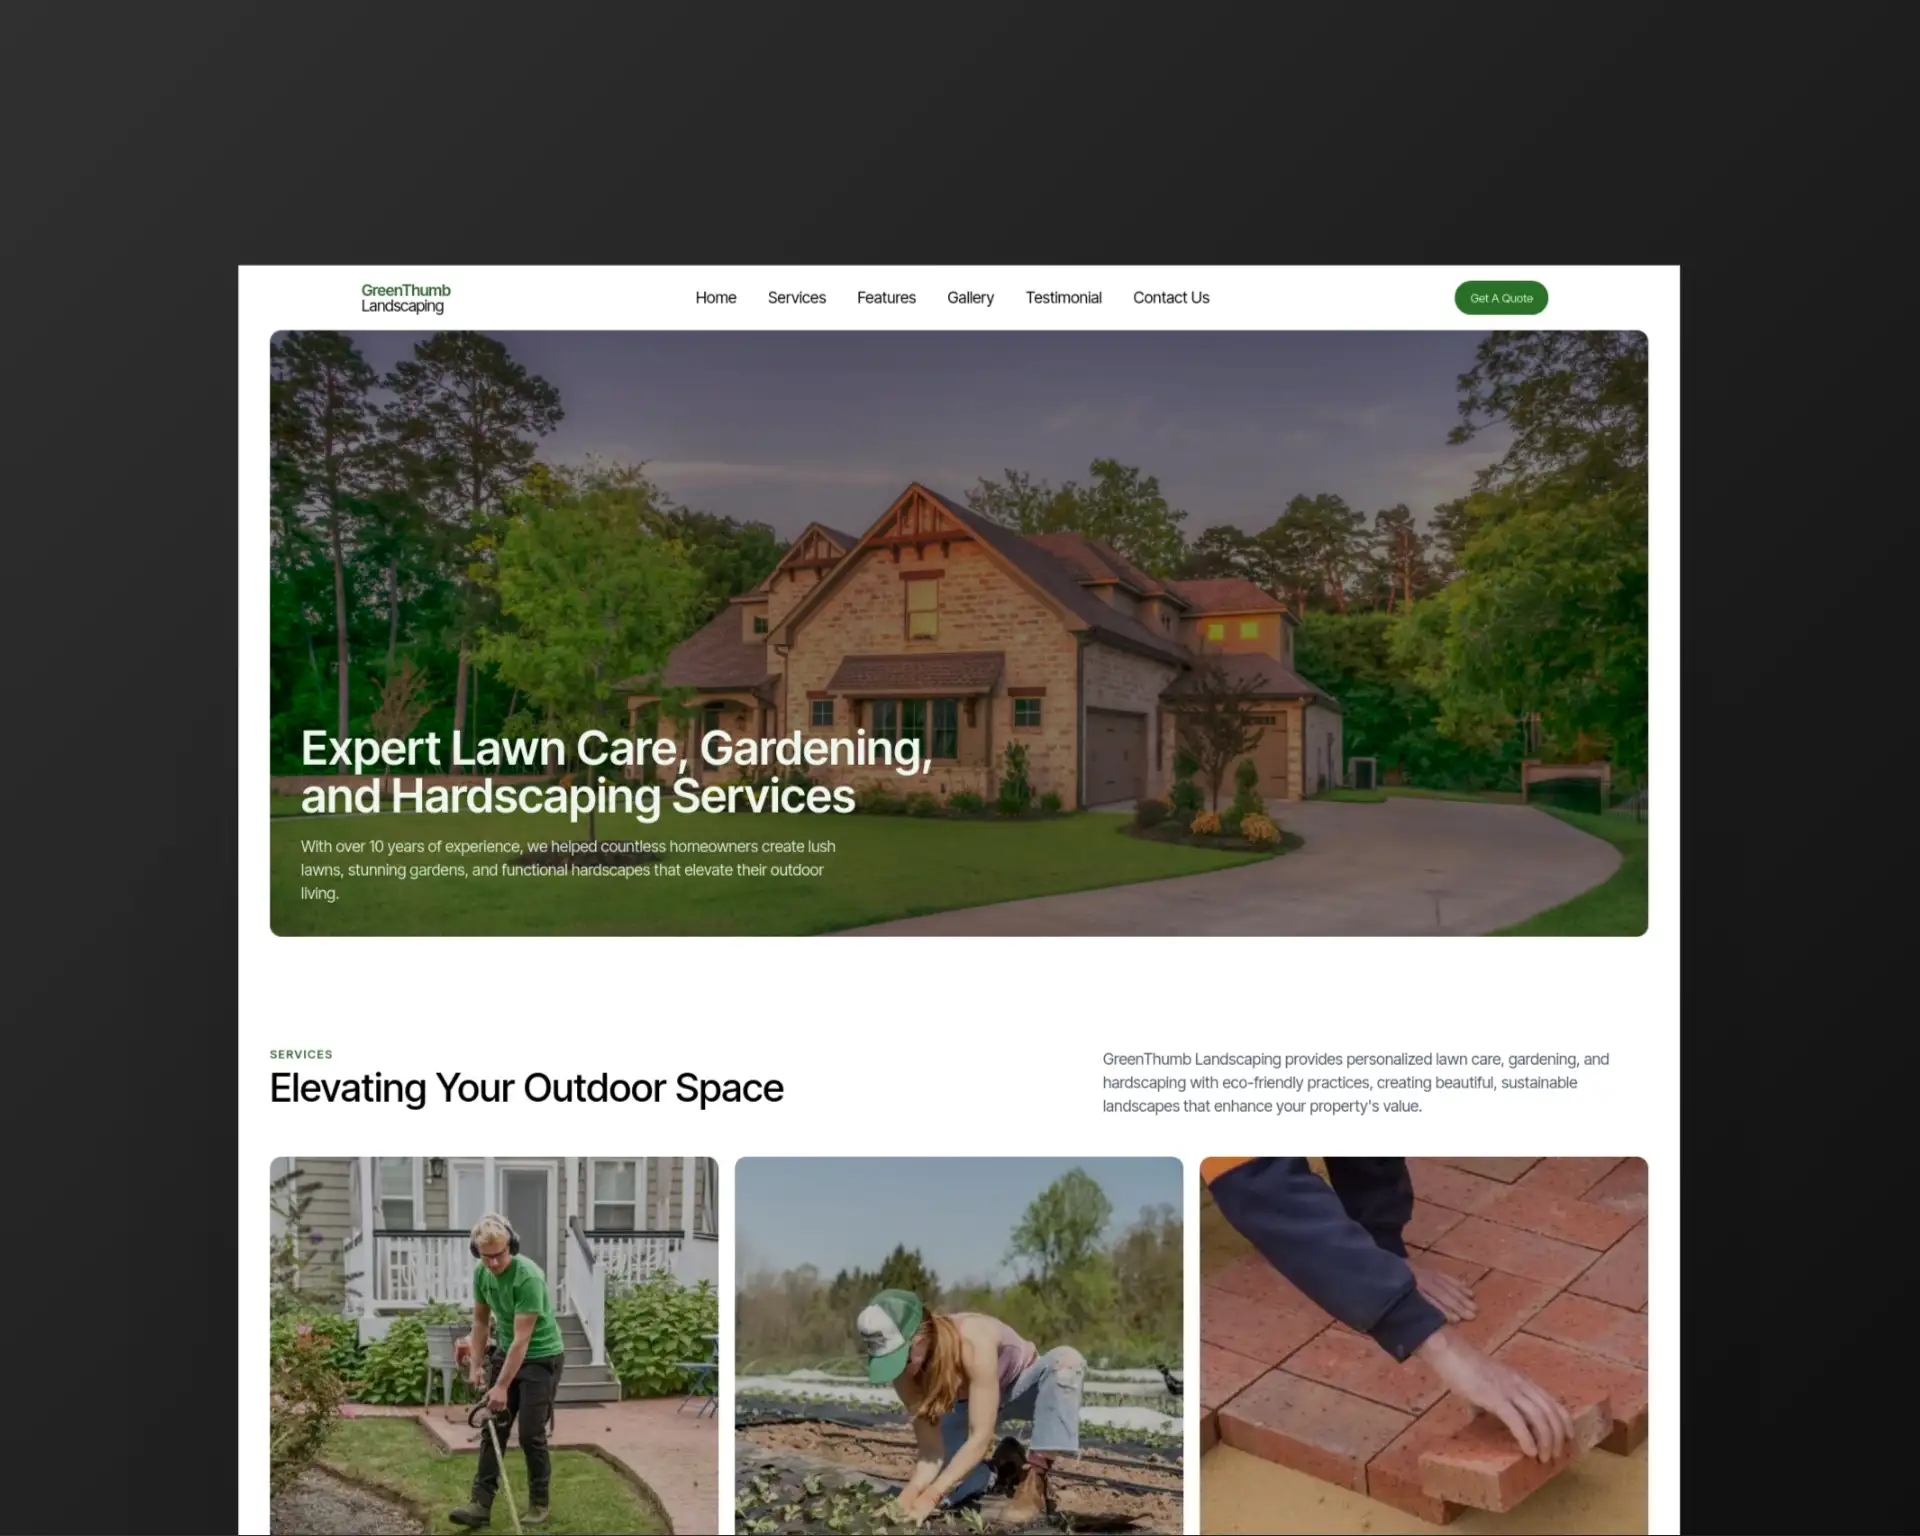 GreenThumb
Landscaping
Home
Services
Features
Gallery
Testimonial
Contact Us
Get A Quote
Expert Lawn Care, Gardening,
and Hardscaping Services
With over 10 years of experience, we helped countless homeowners create lush
lawns, stunning gardens, and functional hardscapes that elevate their outdoor
living.
SERVICES
Elevating Your Outdoor Space
GreenThumb Landscaping provides personalized lawn care, gardening, and
hardscaping with eco-friendly practices, creating beautiful, sustainable
landscapes that enhance your property's value.